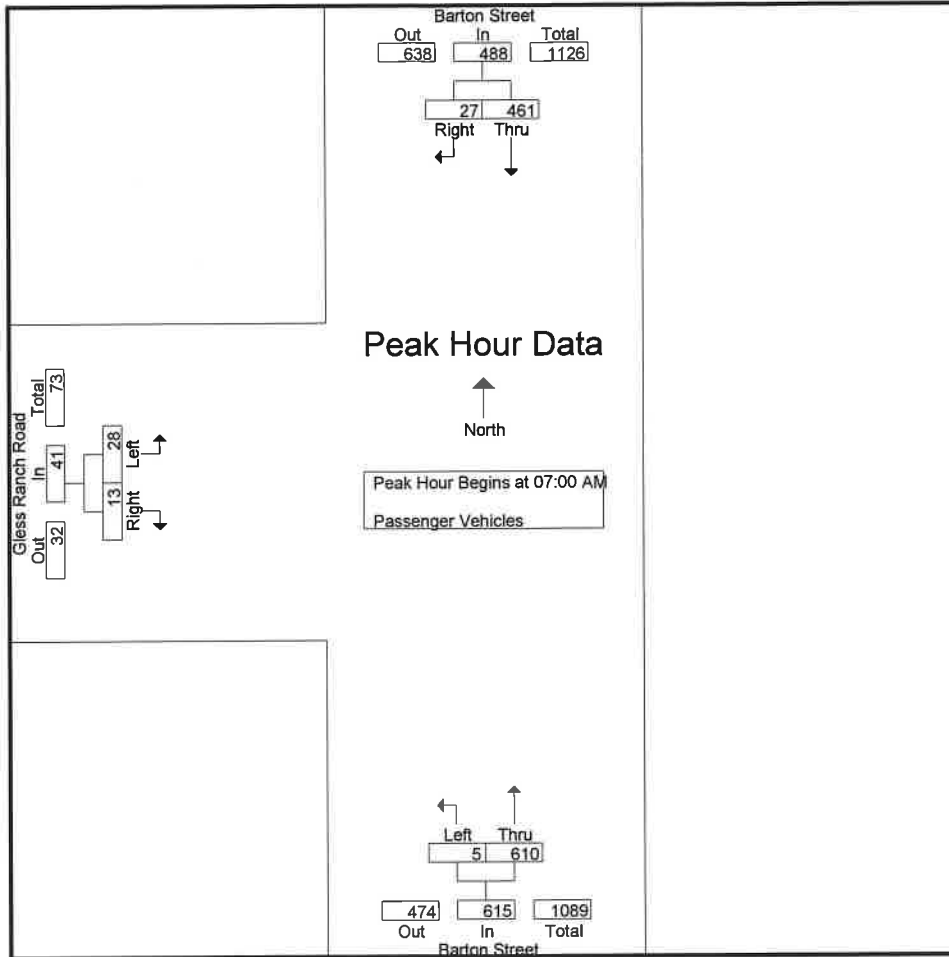 Barton Street
Out In Total
638 488 1126
27 461
Right Thru
Peak Hour Data
North
Peak Hour Begins at 07:00 AM
Passenger Vehicles
Gless Ranch Road
Out In Total
32 41 73
13 28
Right Left
Left Thru
5 610
474 615 1089
Out In Total
Barton Street